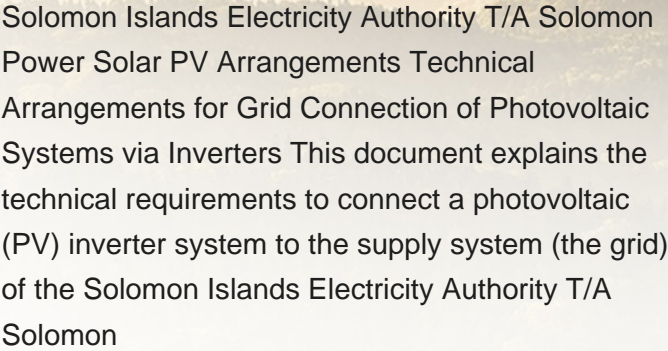 Solomon Islands Electricity Authority T/A Solomon
Power Solar PV Arrangements Technical
Arrangements for Grid Connection of Photovoltaic
Systems via Inverters This document explains the
technical requirements to connect a photovoltaic
(PV) inverter system to the supply system (the grid)
of the Solomon Islands Electricity Authority T/A
Solomon